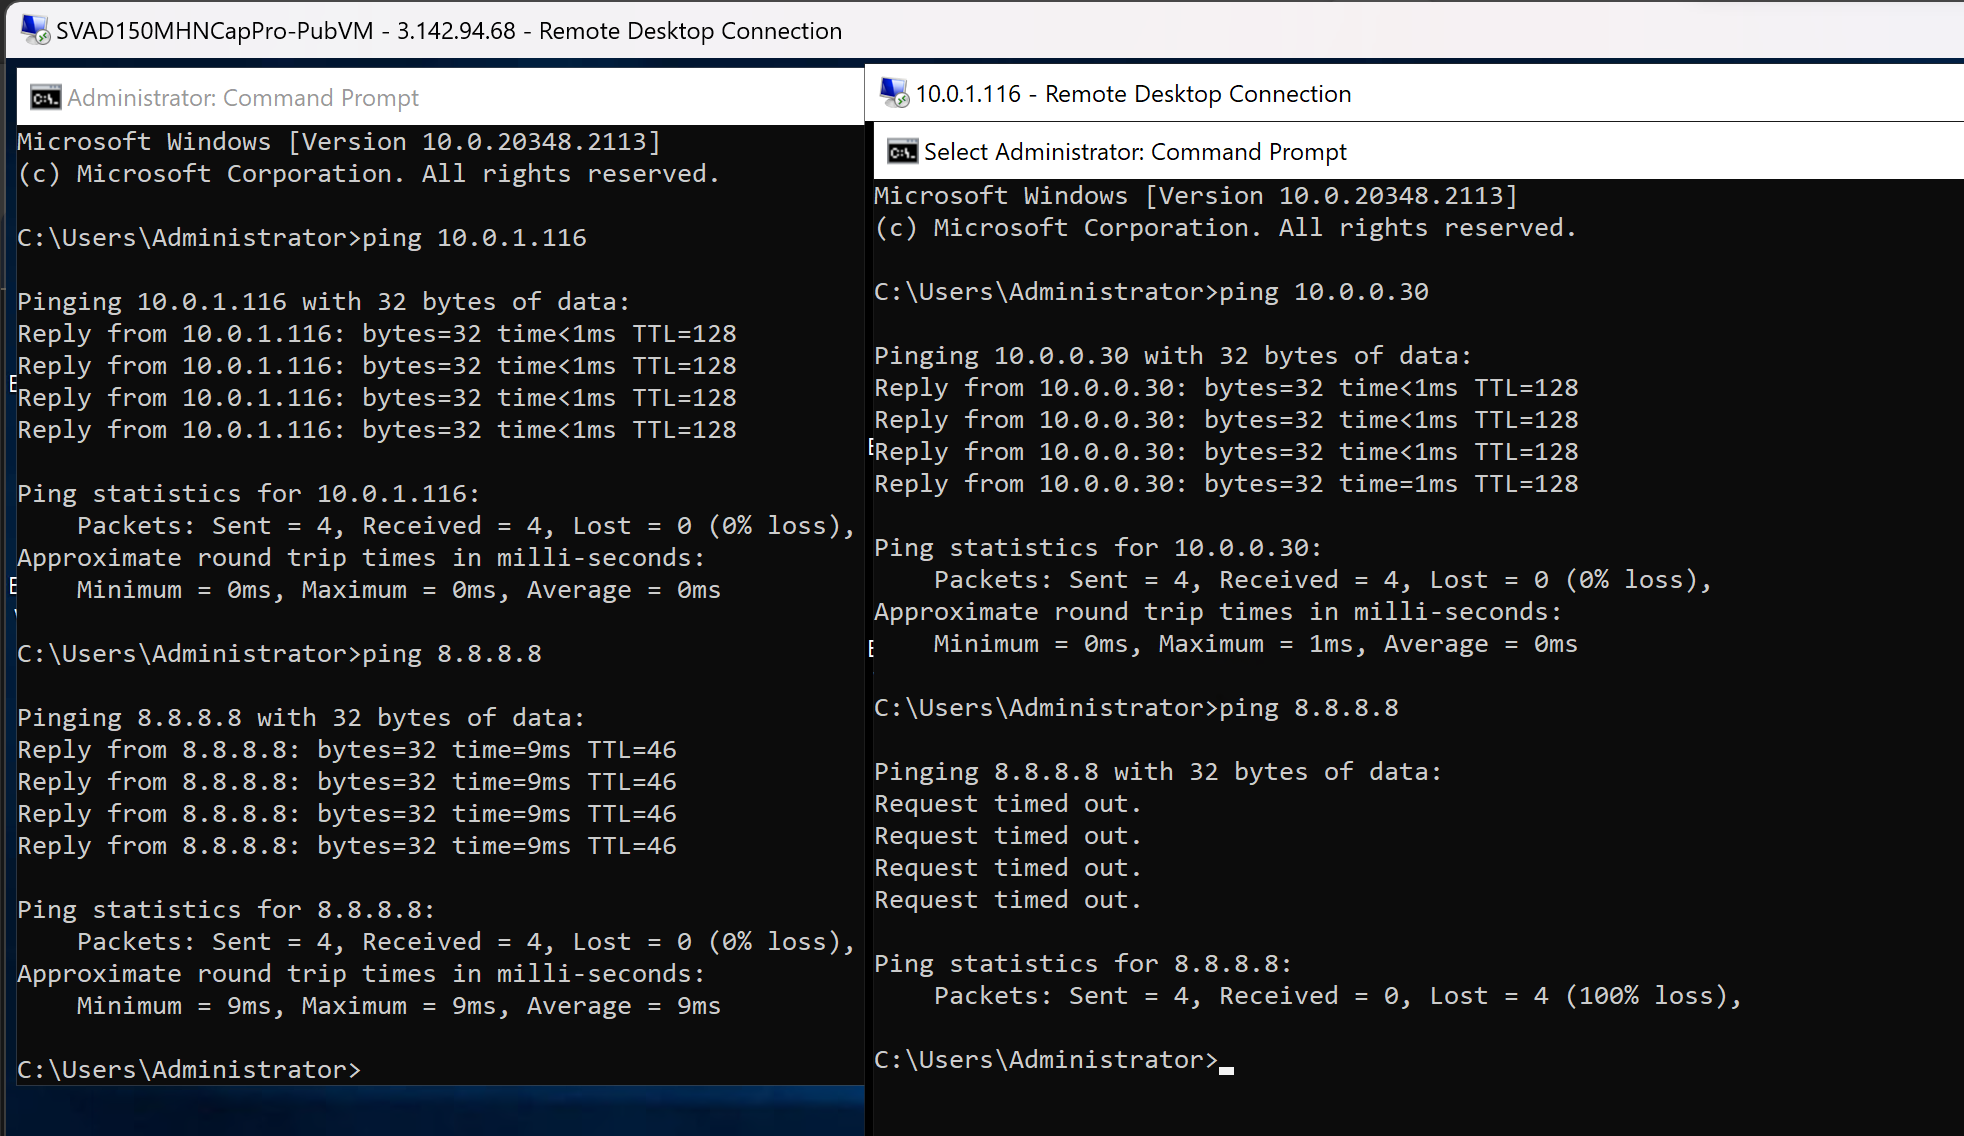 SVAD150MHNCapPro-PubVM - 3.142.94.68 - Remote Desktop Connection
Administrator: Command Prompt
Microsoft Windows [Version 10.0.20348.2113]
(c) Microsoft Corporation. All rights reserved.
C:\Users\Administrator>ping 10.0.1.116
Pinging 10.0.1.116 with 32 bytes of data:
Reply from 10.0.1.116: bytes=32 time<1ms TTL=128
Reply from 10.0.1.116: bytes=32 time<1ms TTL=128
Reply from 10.0.1.116: bytes=32 time<1ms TTL=128
Reply from 10.0.1.116: bytes=32 time<1ms TTL=128
Ping statistics for 10.0.1.116:
Packets: Sent = 4, Received = 4, Lost = 0 (0% loss),
Approximate round trip times in milli-seconds:
Minimum = 0ms, Maximum = 0ms, Average = 0ms
C:\Users\Administrator>ping 8.8.8.8
Pinging 8.8.8.8 with 32 bytes of data:
Reply from 8.8.8.8: bytes=32 time=9ms TTL=46
Reply from 8.8.8.8: bytes=32 time=9ms TTL=46
Reply from 8.8.8.8: bytes=32 time=9ms TTL=46
Reply from 8.8.8.8: bytes=32 time=9ms TTL=46
Ping statistics for 8.8.8.8:
Packets: Sent = 4, Received = 4, Lost = 0 (0% loss),
Approximate round trip times in milli-seconds:
Minimum = 9ms, Maximum = 9ms, Average = 9ms
C:\Users\Administrator>
10.0.1.116 - Remote Desktop Connection
Select Administrator: Command Prompt
Microsoft Windows [Version 10.0.20348.2113]
(c) Microsoft Corporation. All rights reserved.
C:\Users\Administrator>ping 10.0.0.30
Pinging 10.0.0.30 with 32 bytes of data:
Reply from 10.0.0.30: bytes=32 time<1ms TTL=128
Reply from 10.0.0.30: bytes=32 time<1ms TTL=128
Reply from 10.0.0.30: bytes=32 time<1ms TTL=128
Reply from 10.0.0.30: bytes=32 time=1ms TTL=128
Ping statistics for 10.0.0.30:
Packets: Sent = 4, Received = 4, Lost = 0 (0% loss),
Approximate round trip times in milli-seconds:
Minimum = 0ms, Maximum = 1ms, Average = 0ms
C:\Users\Administrator>ping 8.8.8.8
Pinging 8.8.8.8 with 32 bytes of data:
Request timed out.
Request timed out.
Request timed out.
Request timed out.
Ping statistics for 8.8.8.8:
Packets: Sent = 4, Received = 0, Lost = 4 (100% loss),
C:\Users\Administrator>